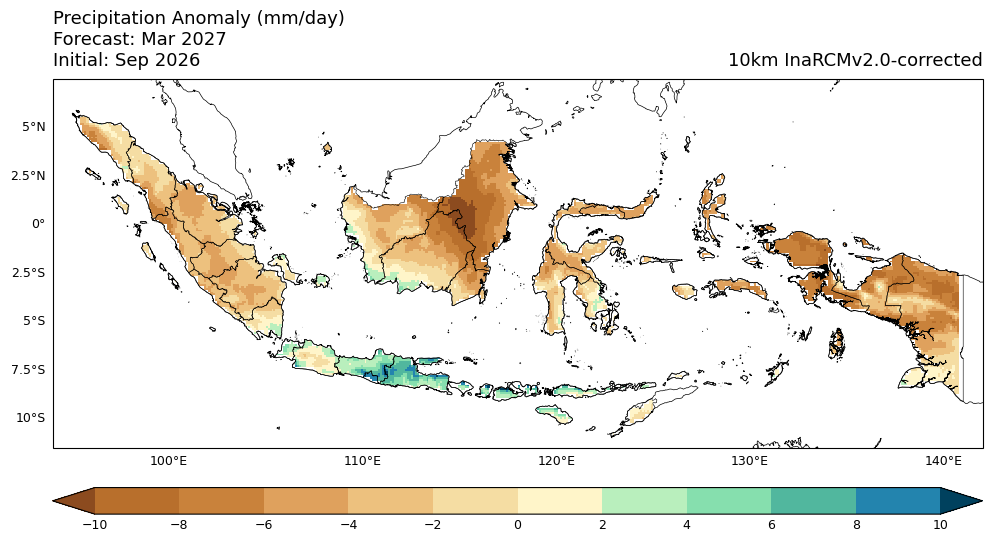 Precipitation Anomaly (mm/day)
Forecast: Mar 2027
Initial: Sep 2026
10km InaRCMv2.0-corrected
5°N
2.5°N
0°
2.5°S
5°S
7.5°S
10°S
100°E 110°E 120°E 130°E 140°E
−10 −8 −6 −4 −2 0 2 4 6 8 10